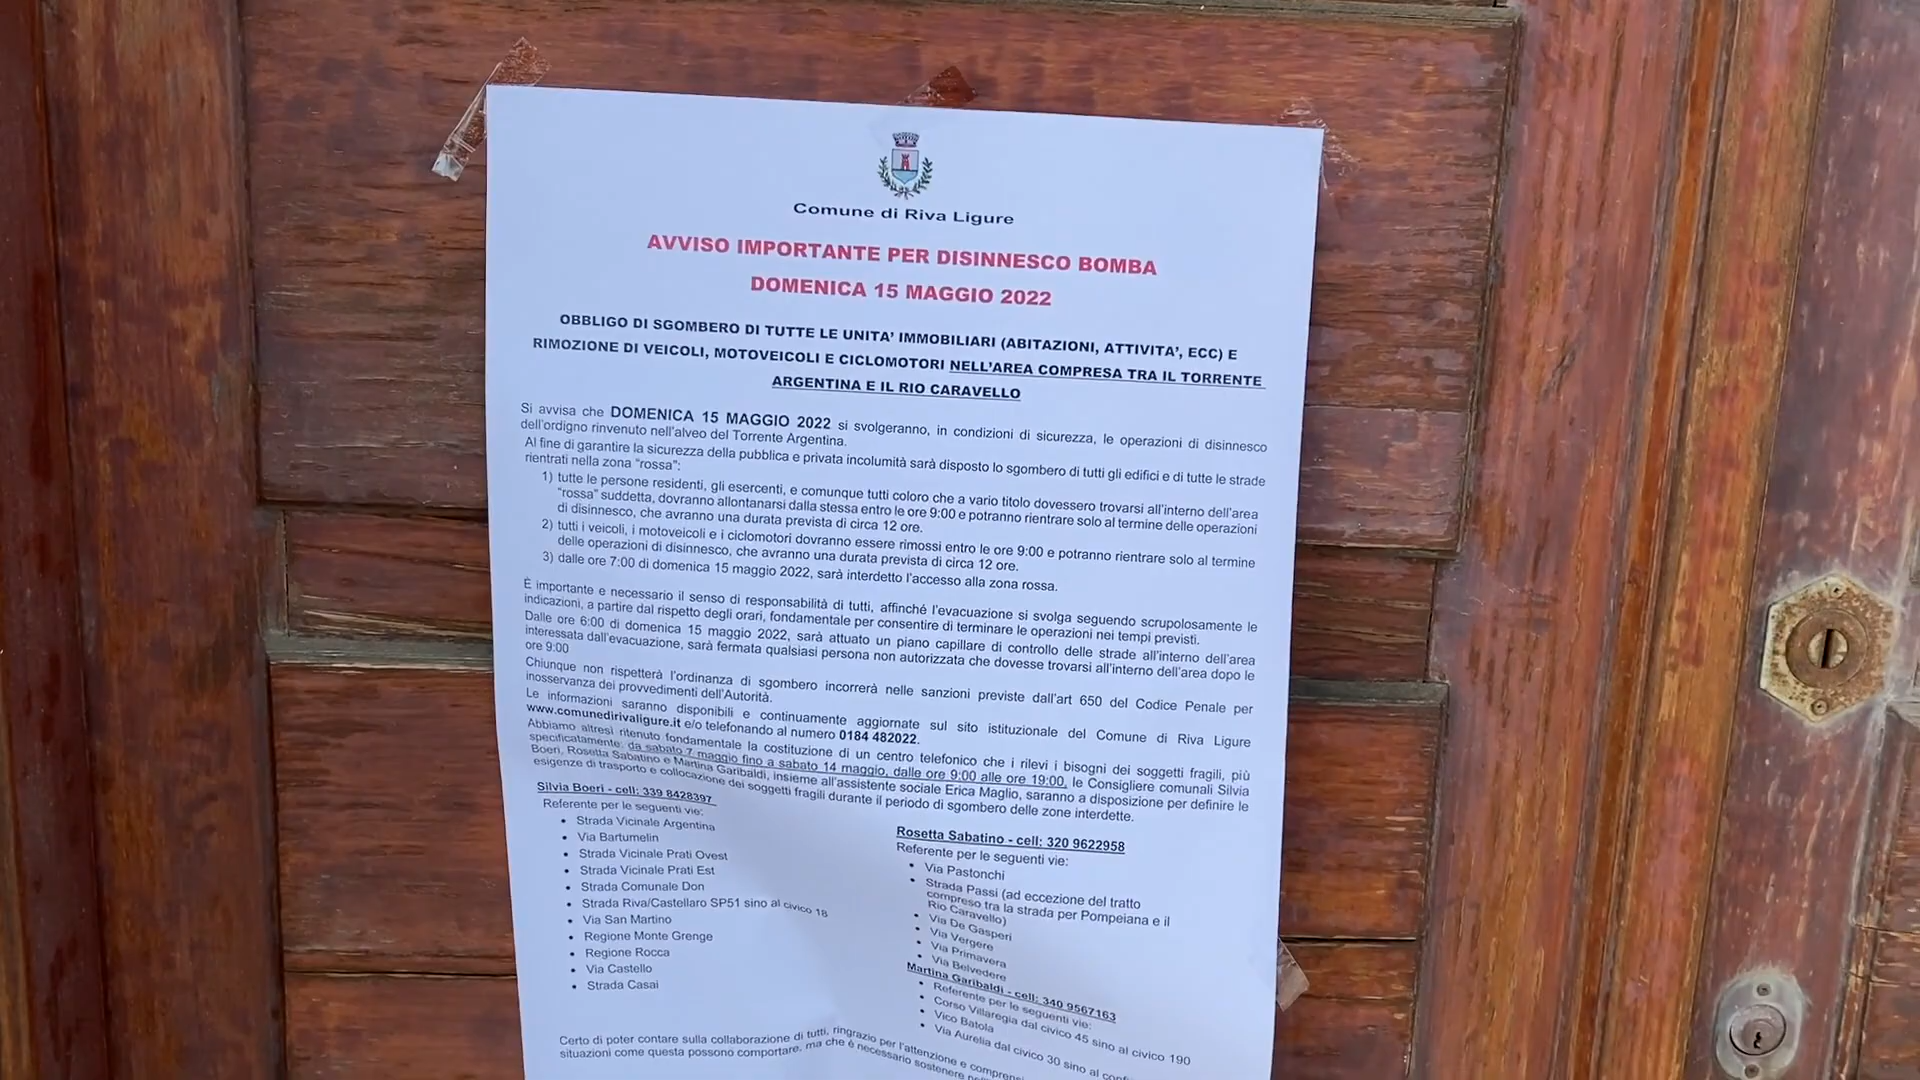 Comune di Riva Ligure
AVVISO IMPORTANTE PER DISINNESCO BOMBA
DOMENICA 15 MAGGIO 2022
OBBLIGO DI SGOMBERO DI TUTTE LE UNITA' IMMOBILIARI (ABITAZIONI, ATTIVITA', ECC) E
RIMOZIONE DI VEICOLI, MOTOVEICOLI E CICLOMOTORI NELL'AREA COMPRESA TRA IL TORRENTE
ARGENTINA E IL RIO CARAVELLO
Si avvisa che DOMENICA 15 MAGGIO 2022 si svolgeranno, in condizioni di sicurezza, le operazioni di disinnesco
dell'ordigno rinvenuto nell'alveo del Torrente Argentina.
Al fine di garantire la sicurezza della pubblica e privata incolumità sarà disposto lo sgombero di tutti gli edifici e di tutte le strade
rientrati nella zona "rossa":
1) tutte le persone residenti, gli esercenti, e comunque tutti coloro che a vario titolo dovessero trovarsi all'interno dell'area
"rossa" suddetta, dovranno allontanarsi dalla stessa entro le ore 9:00 e potranno rientrare solo al termine delle operazioni
di disinnesco, che avranno una durata prevista di circa 12 ore.
2) tutti i veicoli, i motoveicoli e i ciclomotori dovranno essere rimossi entro le ore 9:00 e potranno rientrare solo al termine
delle operazioni di disinnesco, che avranno una durata prevista di circa 12 ore.
3) dalle ore 7:00 di domenica 15 maggio 2022, sarà interdetto l'accesso alla zona rossa.
È importante e necessario il senso di responsabilità di tutti, affinché l'evacuazione si svolga seguendo scrupolosamente le
indicazioni, a partire dal rispetto degli orari, fondamentale per consentire di terminare le operazioni nei tempi previsti.
Dalle ore 6:00 di domenica 15 maggio 2022, sarà attuato un piano capillare di controllo delle strade all'interno dell'area
interessata dall'evacuazione, sarà fermata qualsiasi persona non autorizzata che dovesse trovarsi all'interno dell'area dopo le
ore 9:00
Chiunque non rispetterà l'ordinanza di sgombero incorrerà nelle sanzioni previste dall'art 650 del Codice Penale per
inosservanza dei provvedimenti dell'Autorità.
Le informazioni saranno disponibili e continuamente aggiornate sul sito istituzionale del Comune di Riva Ligure
www.comunedirivaligure.it e/o telefonando al numero 0184 482022.
Abbiamo altresì ritenuto fondamentale la costituzione di un centro telefonico che i rilevi i bisogni dei soggetti fragili, più
specificatamente: da sabato 7 maggio fino a sabato 14 maggio, dalle ore 9:00 alle ore 19:00, le Consigliere comunali Silvia
Boeri, Rosetta Sabatino e Martina Garibaldi, insieme all'assistente sociale Erica Maglio, saranno a disposizione per definire le
esigenze di trasporto e collocazione dei soggetti fragili durante il periodo di sgombero delle zone interdette.
Silvia Boeri - cell: 339 8428397
Referente per le seguenti vie:
• Strada Vicinale Argentina
• Via Bartumelin
• Strada Vicinale Prati Ovest
• Strada Vicinale Prati Est
• Strada Comunale Don
• Strada Riva/Castellaro SP51 sino al civico 18
• Via San Martino
• Regione Monte Grenge
• Regione Rocca
• Via Castello
• Strada Casai
Rosetta Sabatino - cell: 320 9622958
Referente per le seguenti vie:
• Via Pastonchi
• Strada Passi (ad eccezione del tratto
compreso tra la strada per Pompeiana e il
Rio Caravello)
• Via De Gasperi
• Via Vergere
• Via Primavera
• Via Belvedere
Martina Garibaldi - cell: 340 9567163
• Referente per le seguenti vie:
• Corso Villaregia dal civico 45 sino al civico 190
• Vico Batola
• Via Aurelia dal civico 30 sino al
Certo di poter contare sulla collaborazione di tutti, ringrazio per l'attenzione e
situazioni come questa possono comportare, ma che è necessario sostenere